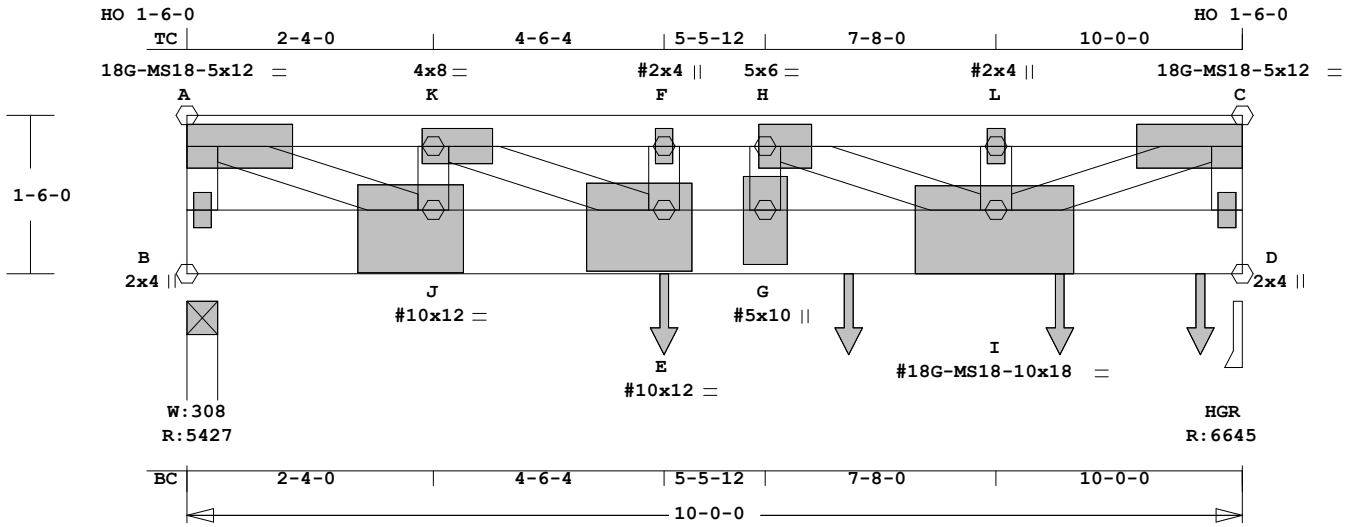 HO 1-6-0 HO 1-6-0
TC 2-4-0 4-6-4 5-5-12 7-8-0 10-0-0
18G-MS18-5x12 = 4x8 = #2x4 || 5x6 = #2x4 || 18G-MS18-5x12 =
A K F H L C
1-6-0
B D
2x4 || 2x4 ||
J G
#10x12 = #5x10 ||
E I
#10x12 = #18G-MS18-10x18 =
W:308 HGR
R:5427 R:6645
BC 2-4-0 4-6-4 5-5-12 7-8-0 10-0-0
10-0-0